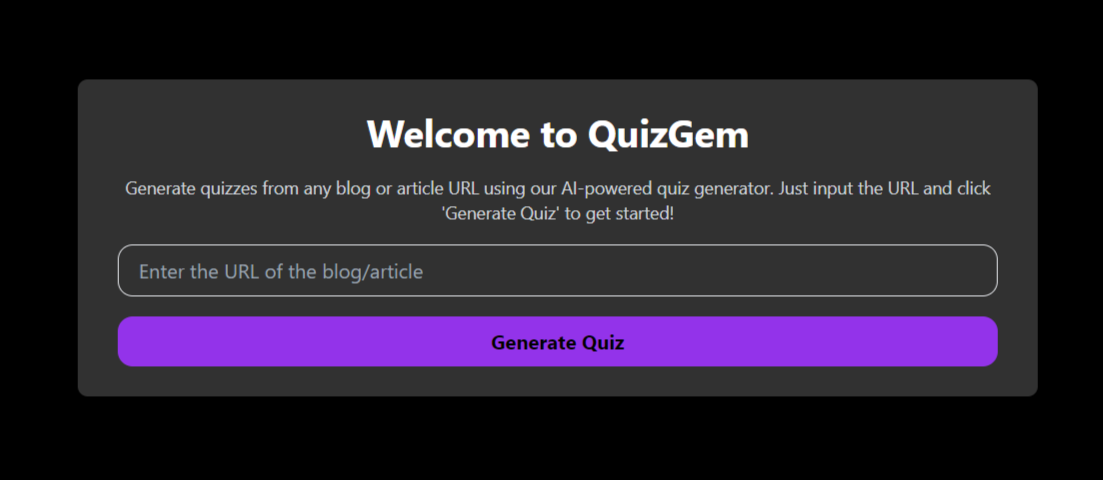 Welcome to QuizGem
Generate quizzes from any blog or article URL using our AI-powered quiz generator. Just input the URL and click
'Generate Quiz' to get started!
Enter the URL of the blog/article
Generate Quiz